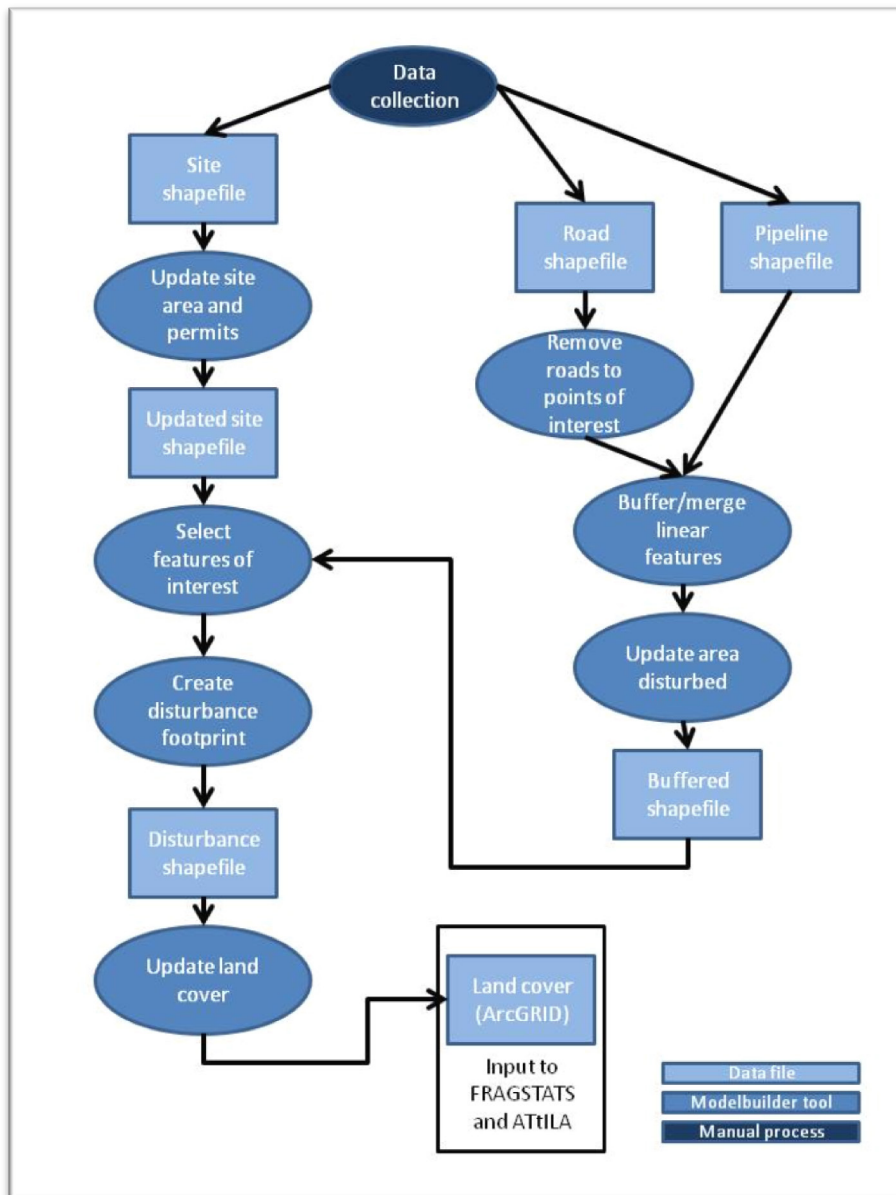 Data
collection
Site
shapefile
Road
shapefile
Pipeline
shapefile
Update site
area and
permits
Remove
roads to
points of
interest
Updated site
shapefile
Buffer/merge
linear
features
Select
features of
interest
Update area
disturbed
Create
disturbance
footprint
Buffered
shapefile
Disturbance
shapefile
Update land
cover
Land cover
(ArcGRID)
Input to
FRAGSTATS
and ATtILA
Data file
Modelbuilder tool
Manual process